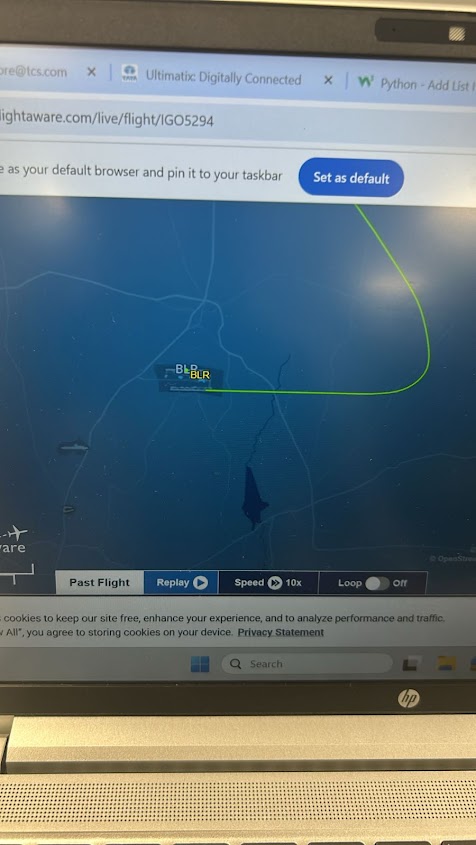 ore@tcs.com
Ultimatix: Digitally Connected
Python - Add List I
lightaware.com/live/flight/IGO5294
e as your default browser and pin it to your taskbar
Set as default
BLR
BLR
are
© OpenStree
Past Flight
Replay
Speed
10x
Loop
Off
cookies to keep our site free, enhance your experience, and to analyze performance and traffic.
All", you agree to storing cookies on your device. Privacy Statement
Search
hp